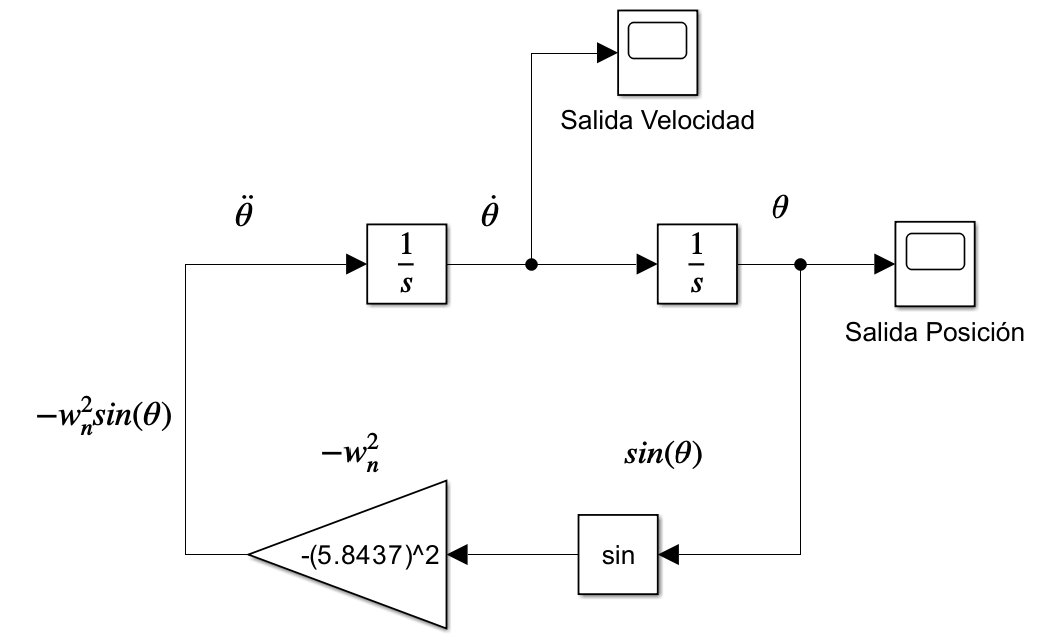 Salida Velocidad
θ̈
1/s
θ̇
1/s
θ
Salida Posición
−w_n^2 sin(θ)
−w_n^2
-(5.8437)^2
sin(θ)
sin